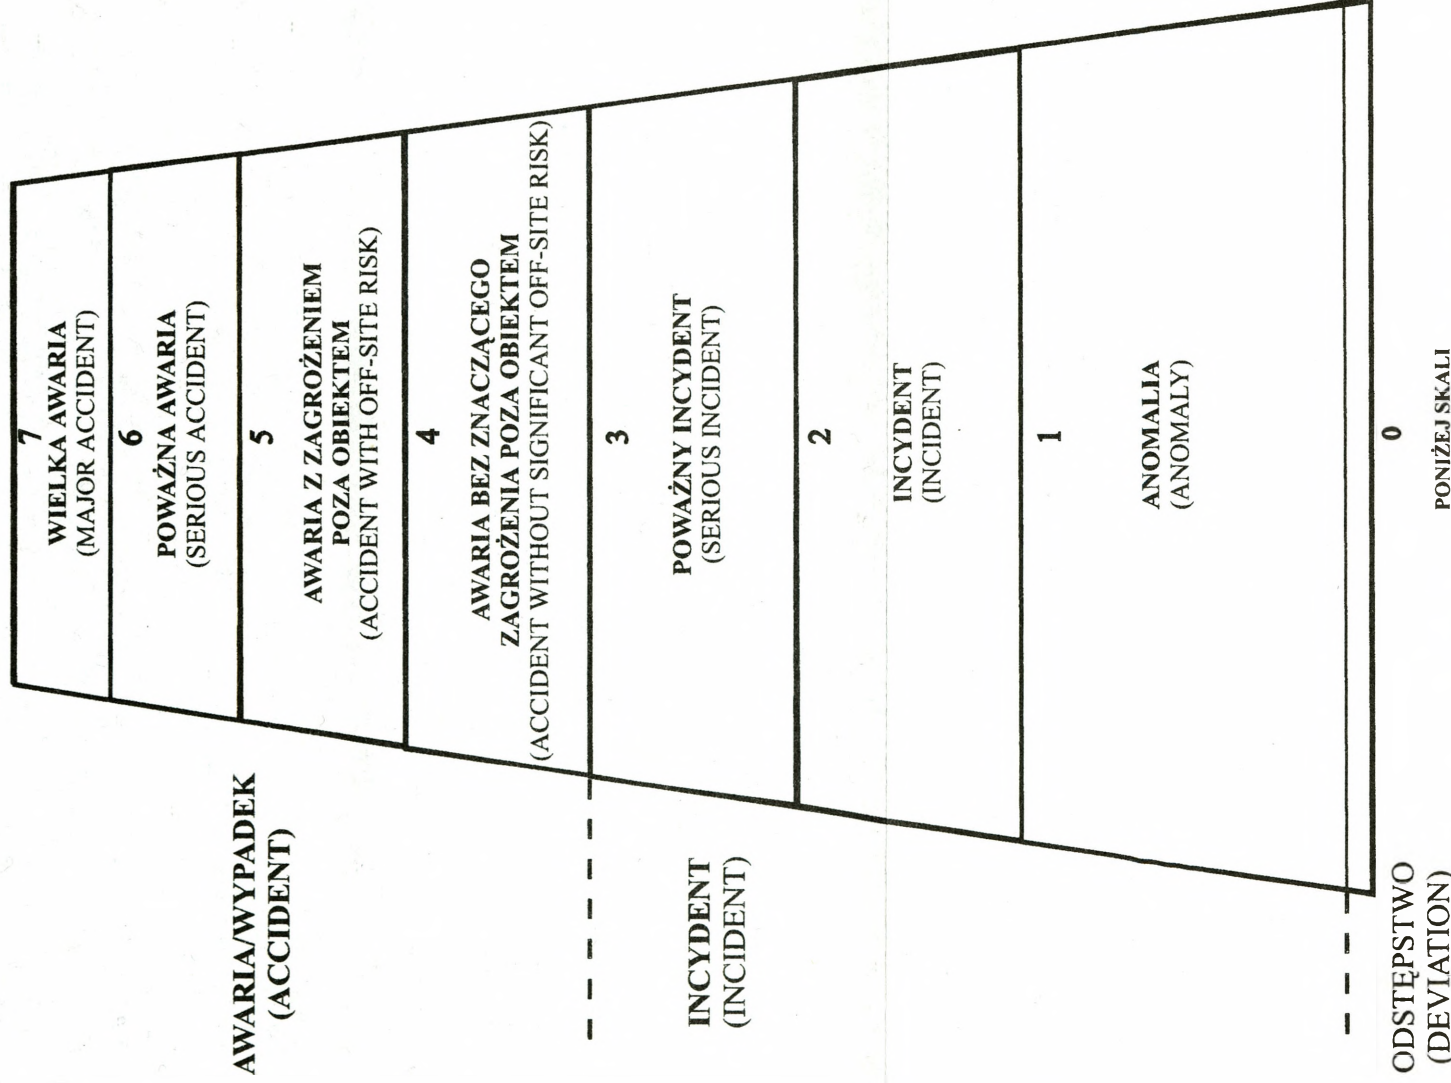 7
WIELKA AWARIA
(MAJOR ACCIDENT)
6
POWAŻNA AWARIA
(SERIOUS ACCIDENT)
5
AWARIA Z ZAGROŻENIEM
POZA OBIEKTEM
(ACCIDENT WITH OFF-SITE RISK)
4
AWARIA BEZ ZNACZĄCEGO
ZAGROŻENIA POZA OBIEKTEM
(ACCIDENT WITHOUT SIGNIFICANT OFF-SITE RISK)
AWARIA/WYPADEK
(ACCIDENT)
3
POWAŻNY INCYDENT
(SERIOUS INCIDENT)
2
INCYDENT
(INCIDENT)
1
ANOMALIA
(ANOMALY)
INCYDENT
(INCIDENT)
0
PONIŻEJ SKALI
ODSTĘPSTWO
(DEVIATION)